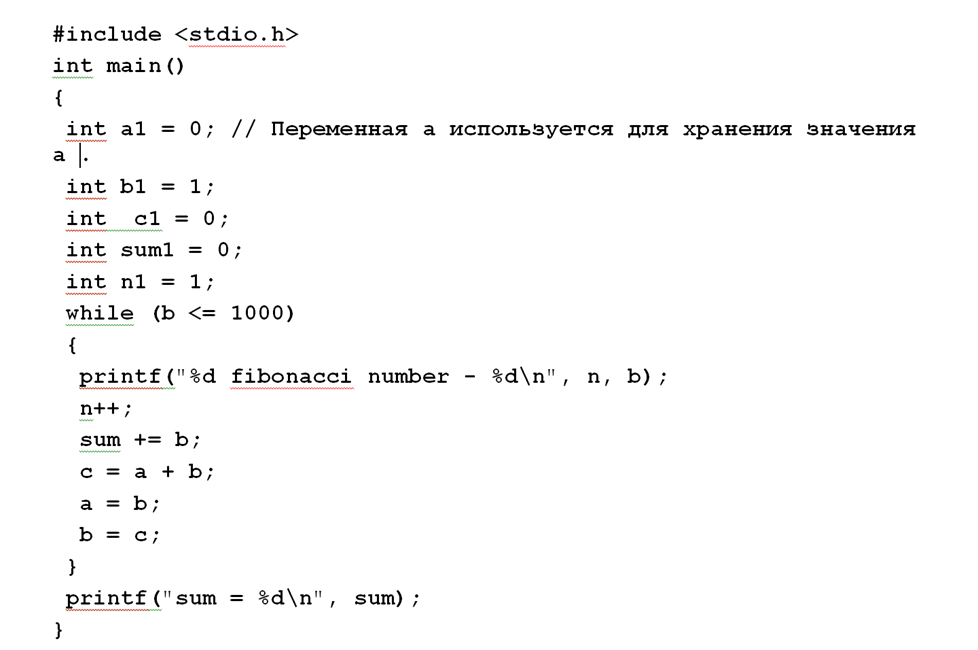 #include <stdio.h>
int main()
{
int a1 = 0; // Переменная а используется для хранения значения
а .
int b1 = 1;
int  c1 = 0;
int sum1 = 0;
int n1 = 1;
while (b <= 1000)
{
printf("%d fibonacci number - %d\n", n, b);
n++;
sum += b;
c = a + b;
a = b;
b = c;
}
printf("sum = %d\n", sum);
}